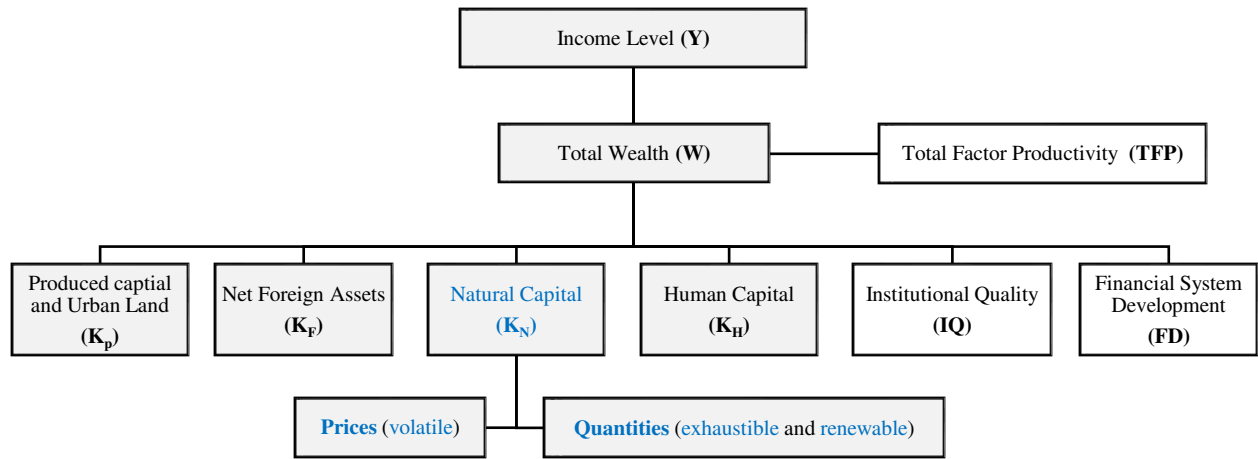 Income Level (Y)
Total Wealth (W)
Total Factor Productivity (TFP)
Produced captial
and Urban Land
(Kp)
Net Foreign Assets
(KF)
Natural Capital
(KN)
Human Capital
(KH)
Institutional Quality
(IQ)
Financial System
Development
(FD)
Prices (volatile)
Quantities (exhaustible and renewable)